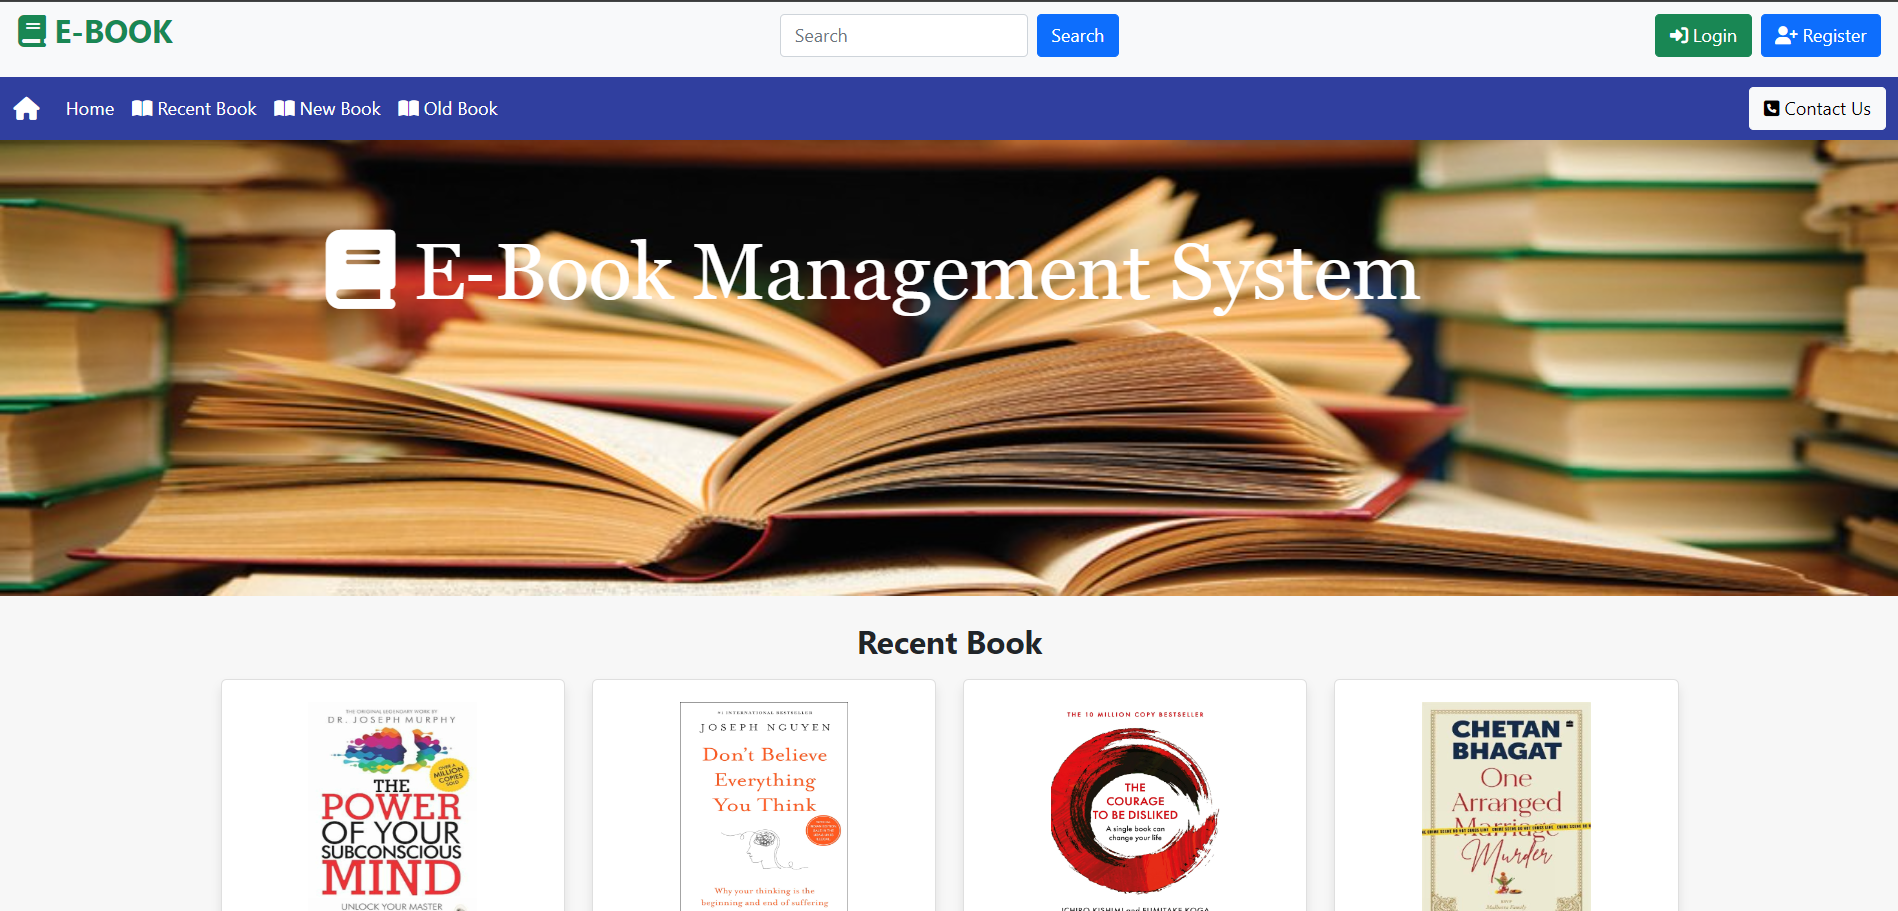 E-BOOK
Search
Search
Login
Register
Home
Recent Book
New Book
Old Book
Contact Us
E-Book Management System
Recent Book
THE ORIGINAL LEGENDARY WORK BY
DR. JOSEPH MURPHY
OVER A
MILLION
COPIES
SOLD
THE
POWER
OF YOUR
SUBCONSCIOUS
MIND
UNLOCK YOUR MASTER
#1 INTERNATIONAL BESTSELLER
JOSEPH NGUYEN
Don't Believe
Everything
You Think
Why your thinking is the
beginning and end of suffering
THE 10 MILLION COPY BESTSELLER
THE
COURAGE
TO BE DISLIKED
A single book can
change your life
ICHIRO KISHIMI and FUMITAKE KOGA
CHETAN
BHAGAT
One
Arranged
Marriage
Murder